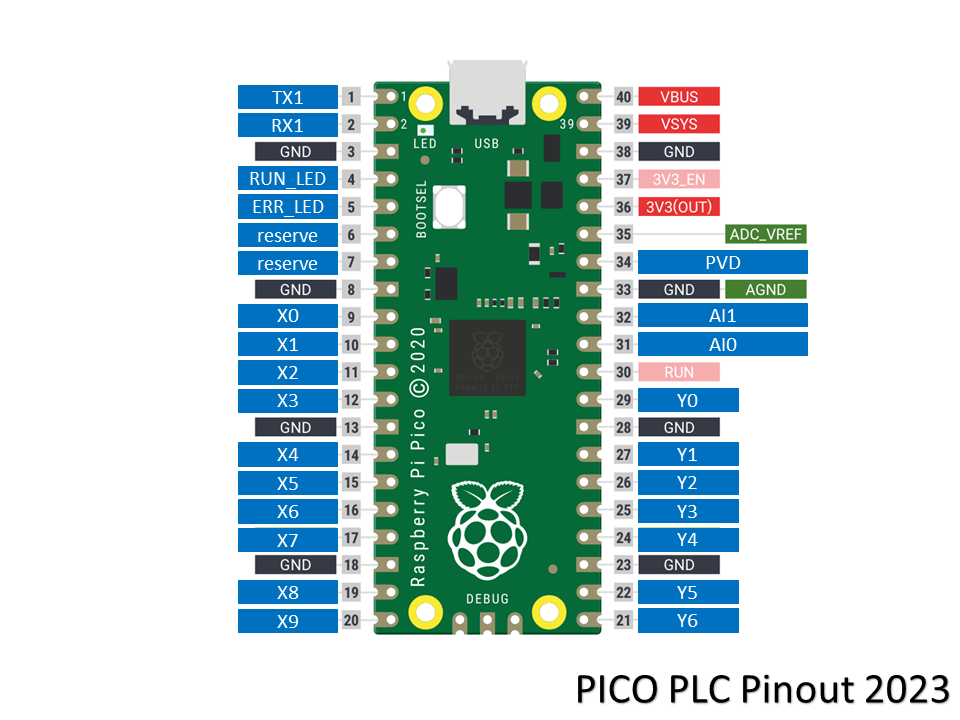 TX1 1 1 40 VBUS
RX1 2 2 39 39 VSYS
GND 3 LED USB 38 GND
RUN_LED 4 37 3V3_EN
ERR_LED 5 BOOTSEL 36 3V3(OUT)
reserve 6 35 ADC_VREF
reserve 7 34 PVD
GND 8 33 GND AGND
X0 9 32 AI1
X1 10 31 AI0
X2 11 30 RUN
X3 12 29 Y0
GND 13 28 GND
X4 14 27 Y1
X5 15 26 Y2
X6 16 25 Y3
X7 17 24 Y4
GND 18 23 GND
X8 19 DEBUG 22 Y5
X9 20 21 Y6
Raspberry Pi Pico © 2020
PICO PLC Pinout 2023